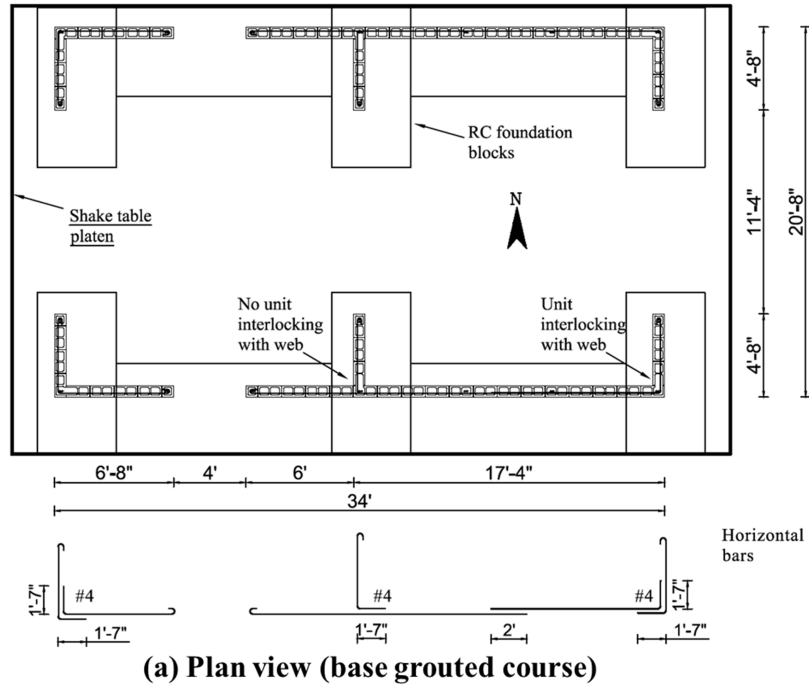 N
RC foundation
blocks
Shake table
platen
No unit
interlocking
with web
Unit
interlocking
with web
4'-8"
11'-4"
4'-8"
20'-8"
6'-8"
4'
6'
17'-4"
34'
Horizontal
bars
#4
#4
#4
1'-7"
1'-7"
1'-7"
1'-7"
2'
1'-7"
(a) Plan view (base grouted course)